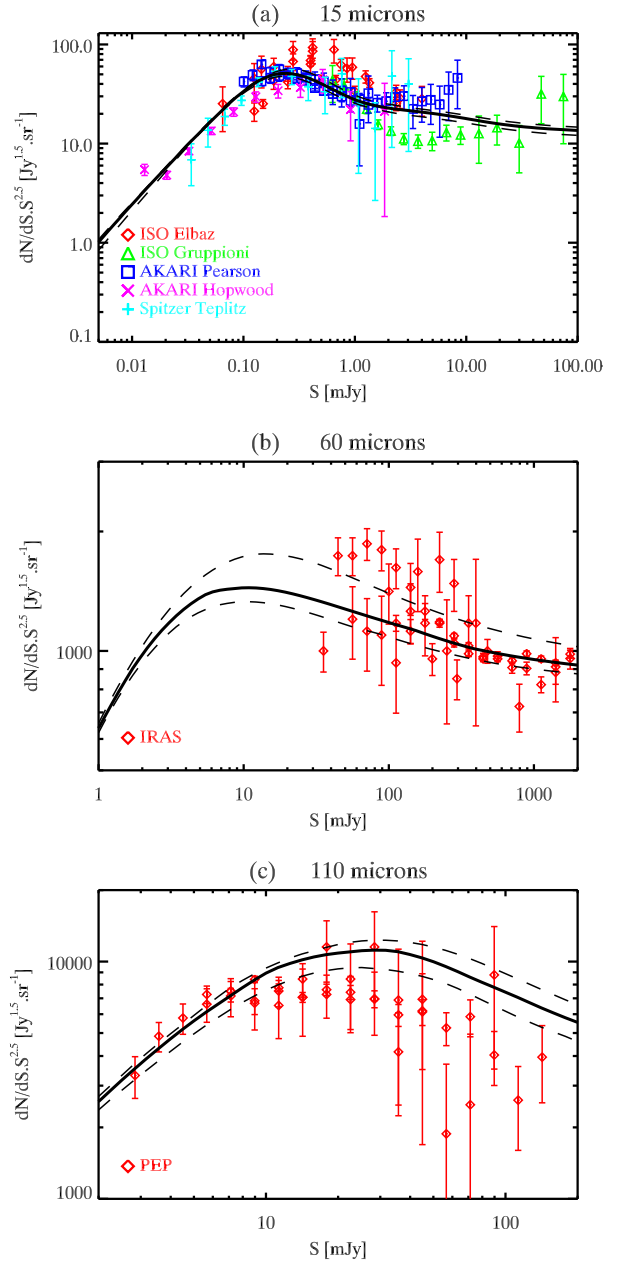 (a) 15 microns
100.0
10.0
1.0
0.1
dN/dS.S^2.5 [Jy^1.5.sr^-1]
ISO Elbaz
ISO Gruppioni
AKARI Pearson
AKARI Hopwood
Spitzer Teplitz
0.01 0.10 1.00 10.00 100.00
S [mJy]
(b) 60 microns
1000
dN/dS.S^2.5 [Jy^1.5.sr^-1]
IRAS
1 10 100 1000
S [mJy]
(c) 110 microns
10000
1000
dN/dS.S^2.5 [Jy^1.5.sr^-1]
PEP
10 100
S [mJy]